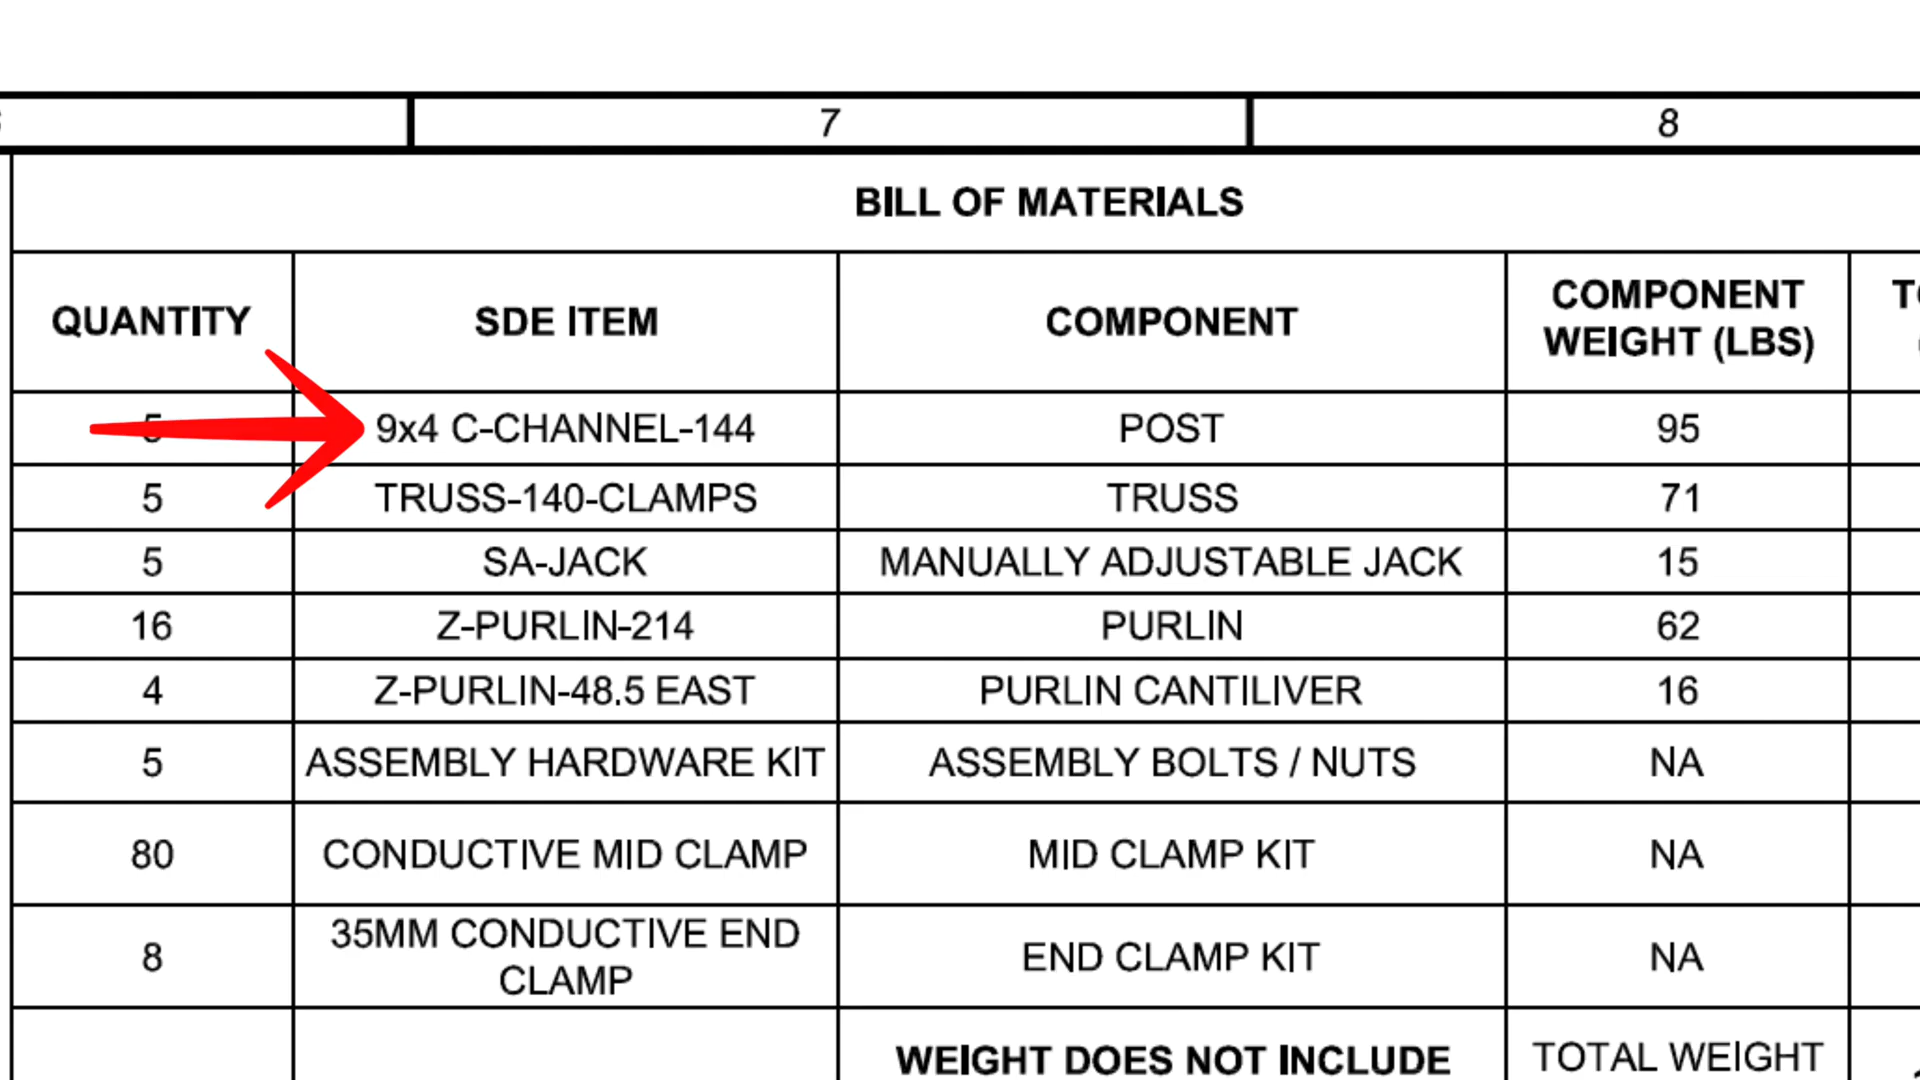 7 8
BILL OF MATERIALS
QUANTITY SDE ITEM COMPONENT COMPONENT WEIGHT (LBS)
5 9x4 C-CHANNEL-144 POST 95
5 TRUSS-140-CLAMPS TRUSS 71
5 SA-JACK MANUALLY ADJUSTABLE JACK 15
16 Z-PURLIN-214 PURLIN 62
4 Z-PURLIN-48.5 EAST PURLIN CANTILIVER 16
5 ASSEMBLY HARDWARE KIT ASSEMBLY BOLTS / NUTS NA
80 CONDUCTIVE MID CLAMP MID CLAMP KIT NA
8 35MM CONDUCTIVE END CLAMP END CLAMP KIT NA
WEIGHT DOES NOT INCLUDE TOTAL WEIGHT